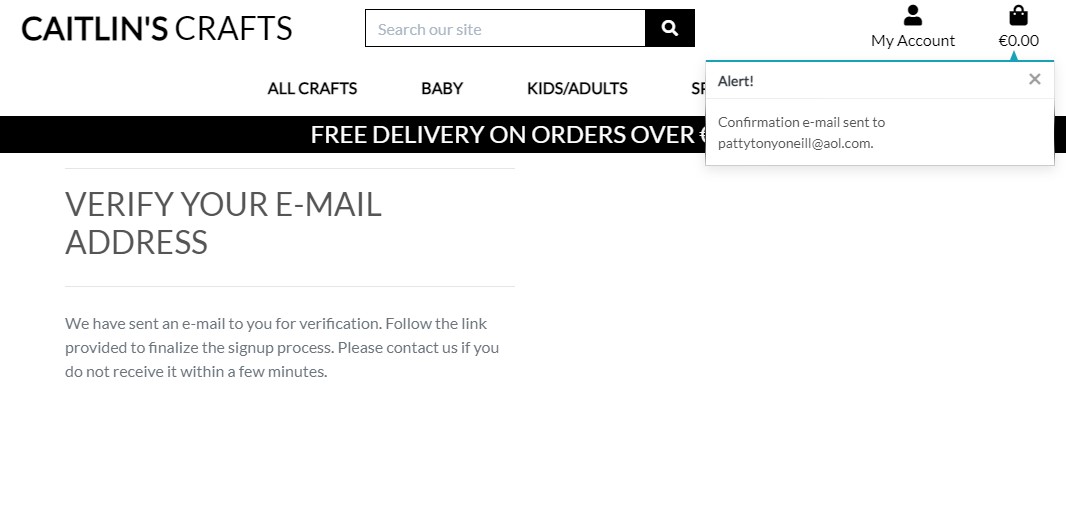 CAITLIN'S CRAFTS
Search our site
My Account
€0.00
ALL CRAFTS
BABY
KIDS/ADULTS
Alert!
Confirmation e-mail sent to
pattytonyoneill@aol.com.
FREE DELIVERY ON ORDERS OVER
VERIFY YOUR E-MAIL
ADDRESS
We have sent an e-mail to you for verification. Follow the link
provided to finalize the signup process. Please contact us if you
do not receive it within a few minutes.